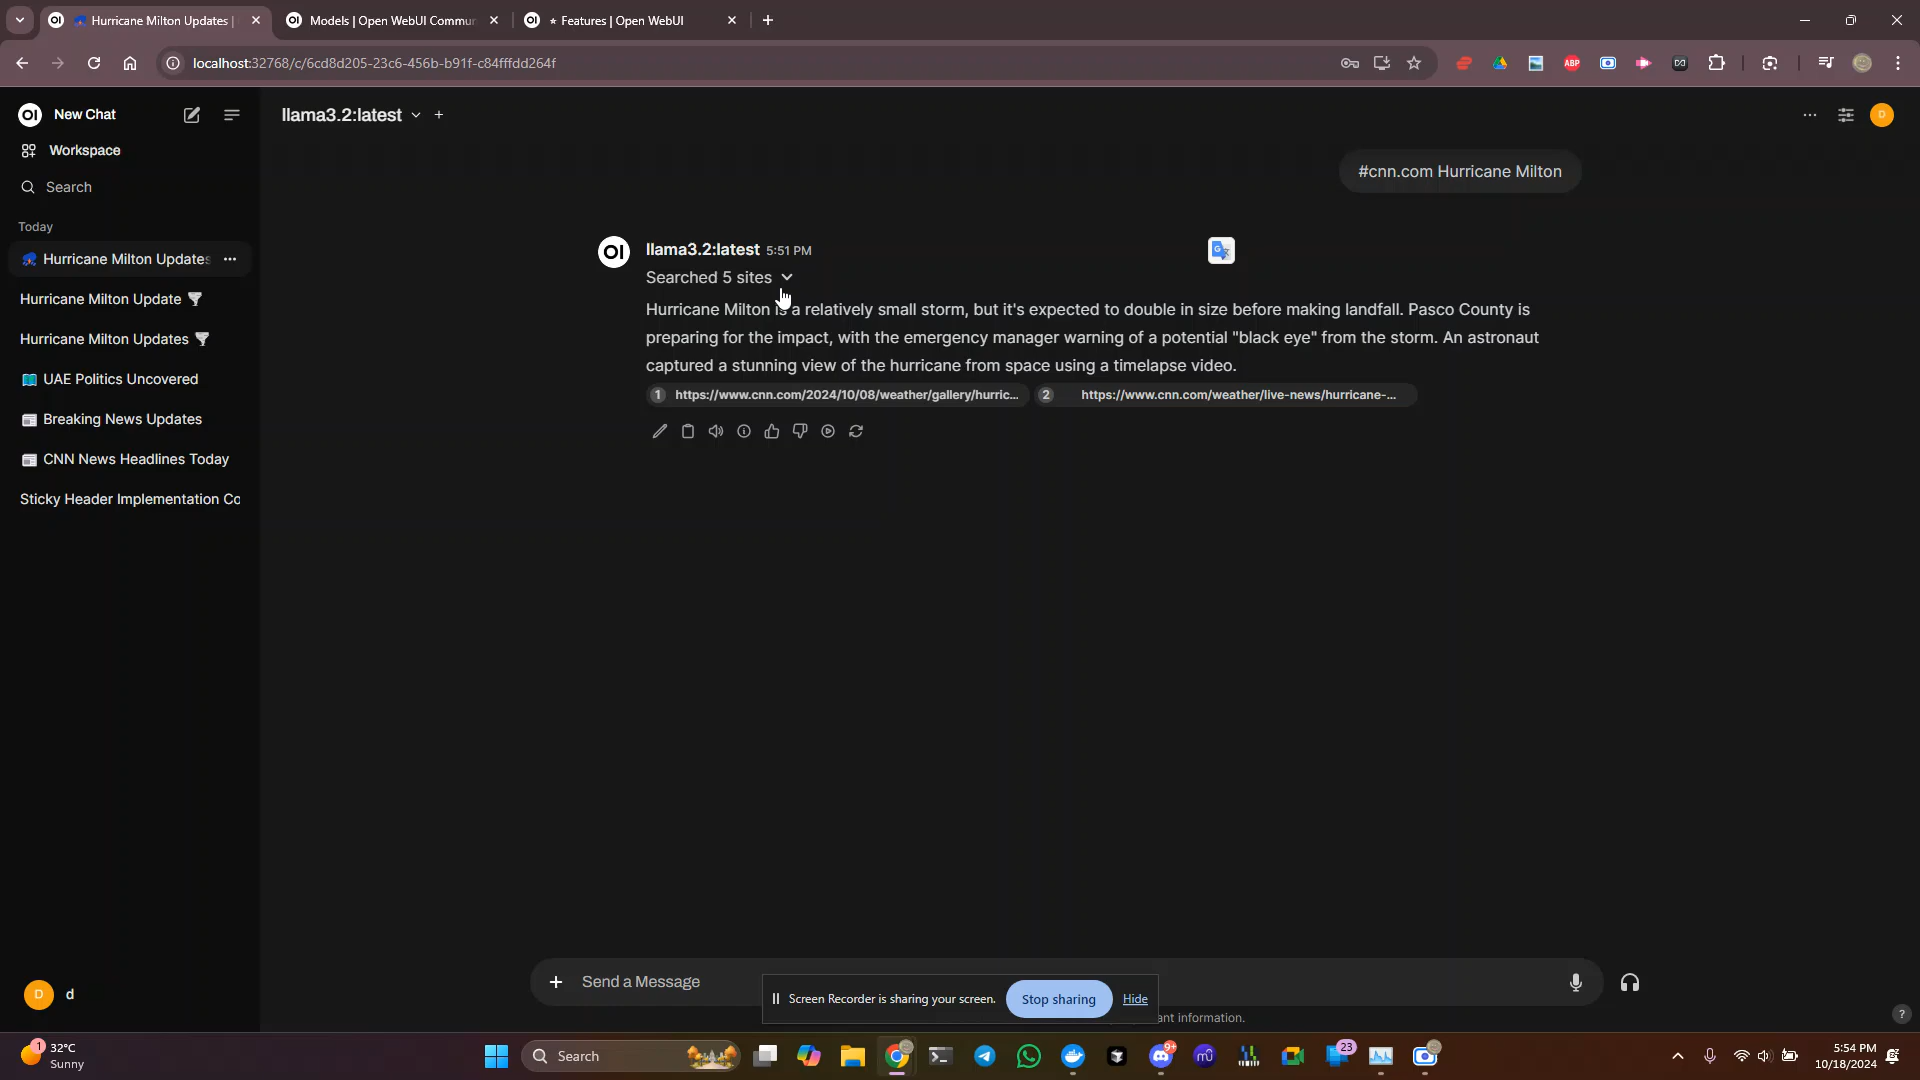 Hurricane Milton Updates |
Models | Open WebUI Commun
⭐ Features | Open WebUI
localhost:32768/c/6cd8d205-23c6-456b-b91f-c84fffdd264f
ABP
OI New Chat
llama3.2:latest
D
Workspace
#cnn.com Hurricane Milton
Search
Today
Hurricane Milton Updates
Hurricane Milton Update
Hurricane Milton Updates
UAE Politics Uncovered
Breaking News Updates
CNN News Headlines Today
Sticky Header Implementation Co
OI llama3.2:latest 5:51 PM
Searched 5 sites
Hurricane Milton is a relatively small storm, but it's expected to double in size before making landfall. Pasco County is
preparing for the impact, with the emergency manager warning of a potential "black eye" from the storm. An astronaut
captured a stunning view of the hurricane from space using a timelapse video.
1 https://www.cnn.com/2024/10/08/weather/gallery/hurric... 2 https://www.cnn.com/weather/live-news/hurricane-...
Send a Message
D d
Screen Recorder is sharing your screen. Stop sharing Hide
ant information.
?
1 32°C
Sunny
Search
9+
23
5:54 PM
10/18/2024